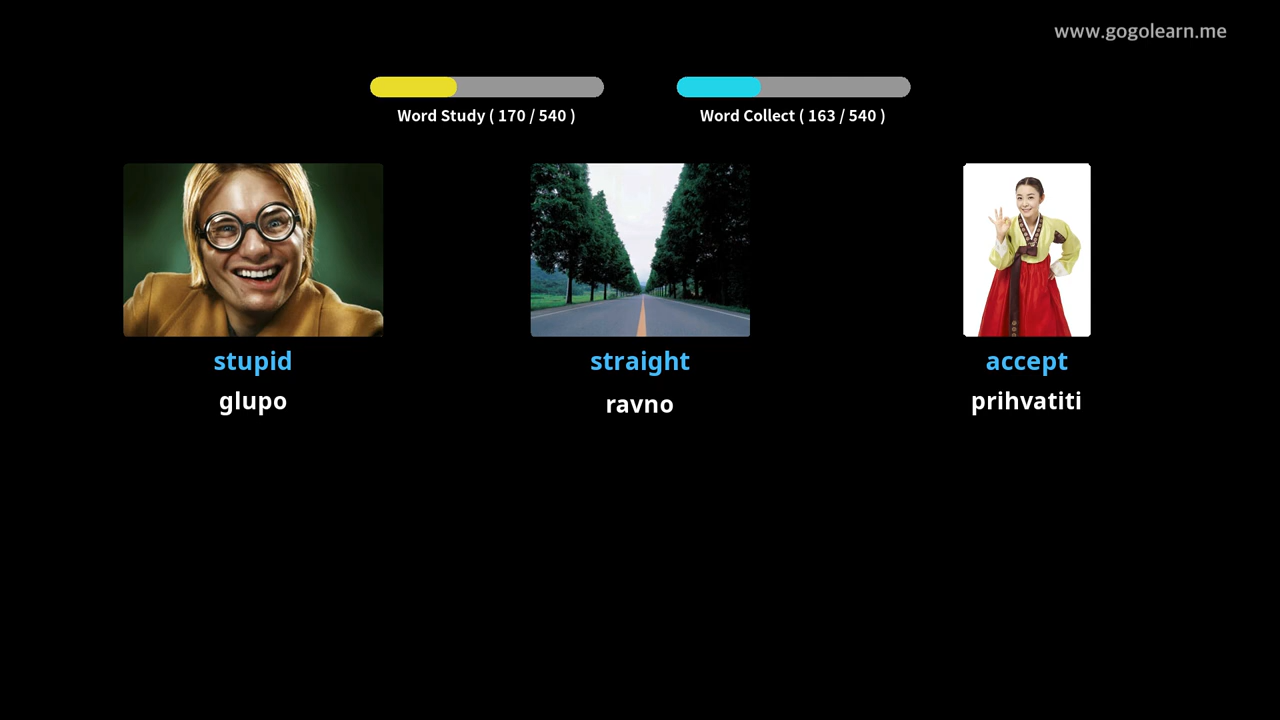 www.gogolearn.me
Word Study ( 170 / 540 )
Word Collect ( 163 / 540 )
stupid
glupo
straight
ravno
accept
prihvatiti